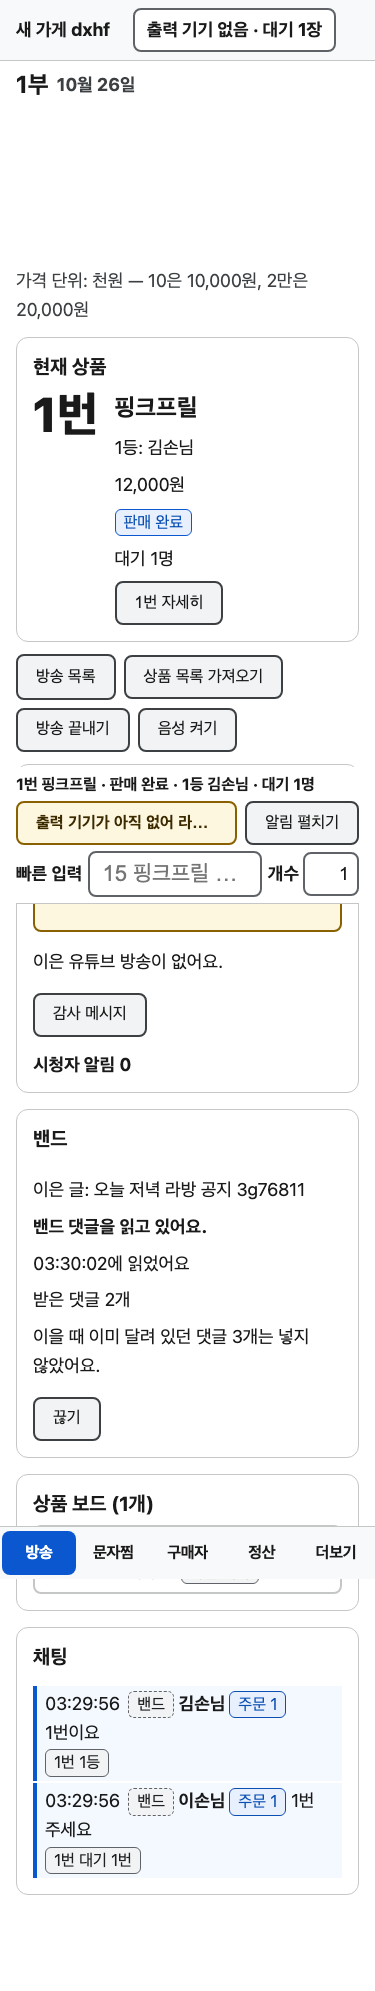 새 가게 dxhf
출력 기기 없음 · 대기 1장
1부 10월 26일
가격 단위: 천원 — 10은 10,000원, 2만은
20,000원
현재 상품
1번
핑크프릴
1등: 김손님
12,000원
판매 완료
대기 1명
1번 자세히
방송 목록
상품 목록 가져오기
방송 끝내기
음성 켜기
1번 핑크프릴 · 판매 완료 · 1등 김손님 · 대기 1명
출력 기기가 아직 없어 라…
알림 펼치기
빠른 입력 15 핑크프릴 … 개수 1
이은 유튜브 방송이 없어요.
감사 메시지
시청자 알림 0
밴드
이은 글: 오늘 저녁 라방 공지 3g76811
밴드 댓글을 읽고 있어요.
03:30:02에 읽었어요
받은 댓글 2개
이을 때 이미 달려 있던 댓글 3개는 넣지
않았어요.
끊기
상품 보드 (1개)
방송 문자찜 구매자 정산 더보기
채팅
03:29:56 밴드 김손님 주문 1
1번이요
1번 1등
03:29:56 밴드 이손님 주문 1 1번
주세요
1번 대기 1번